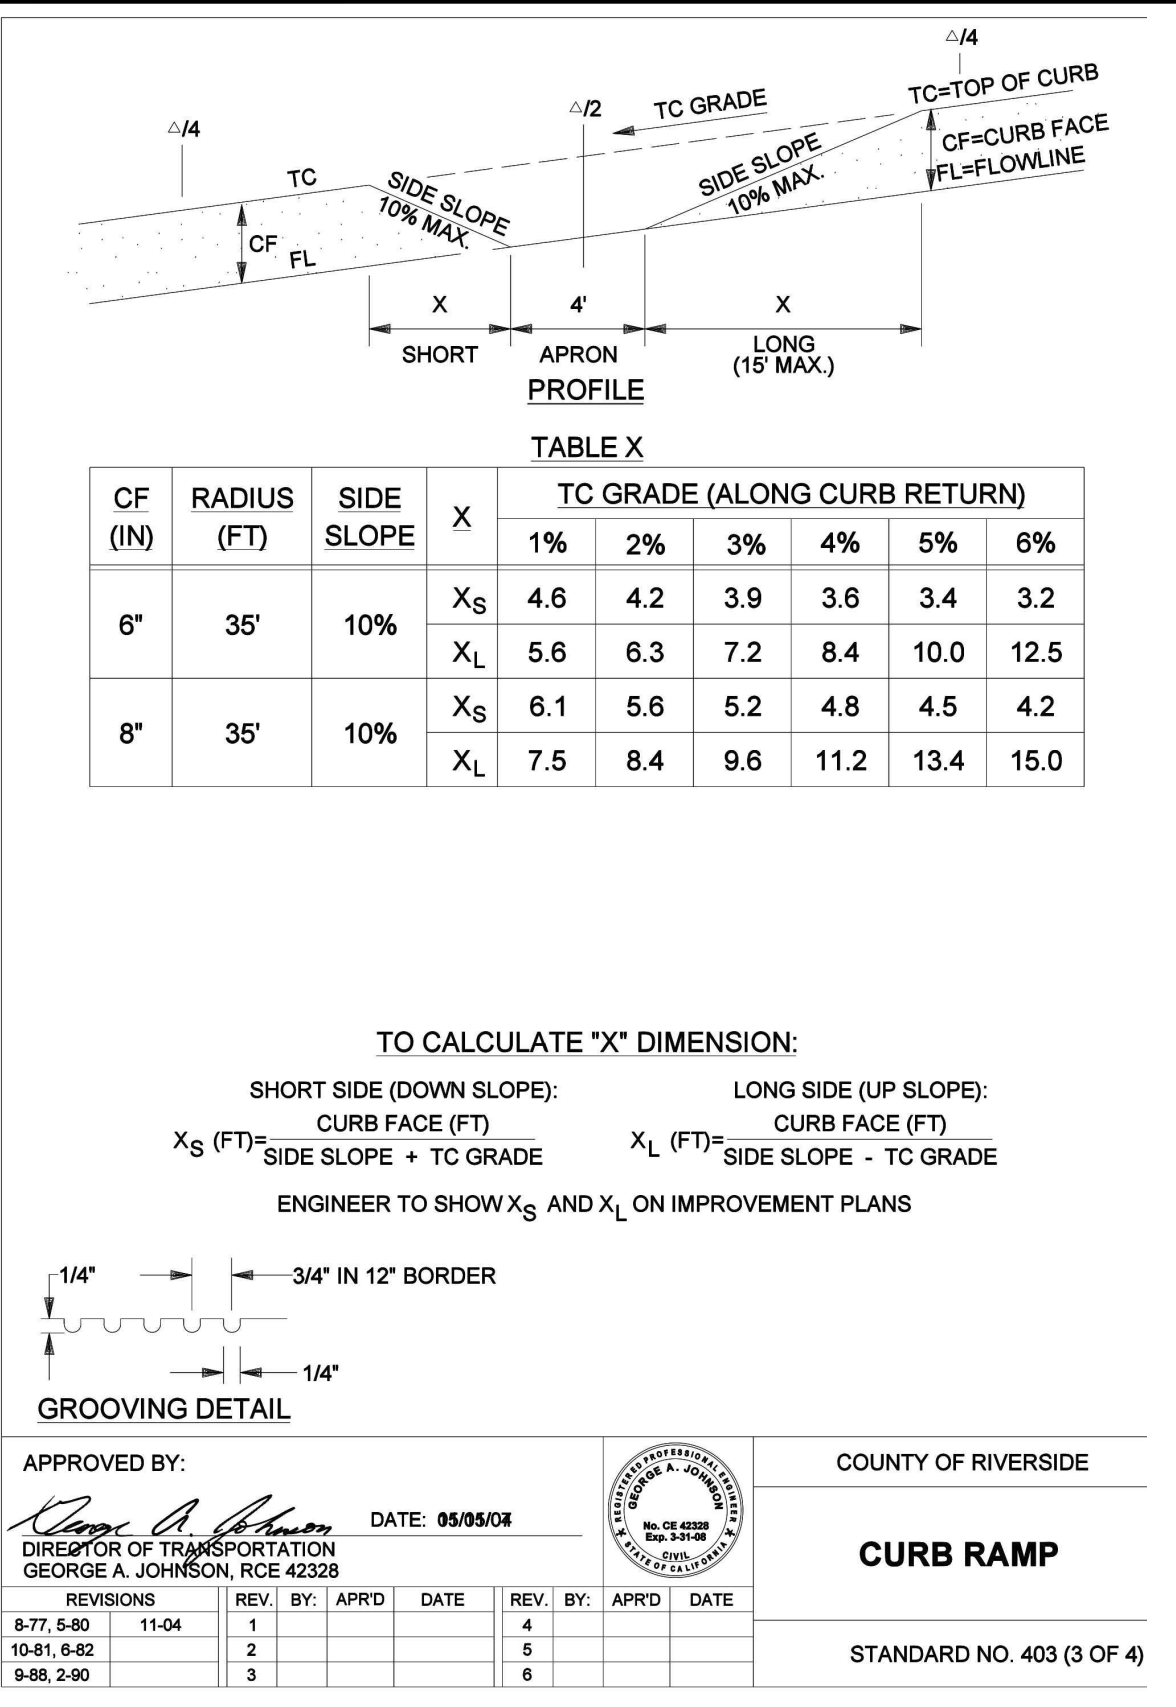 △/4
TC=TOP OF CURB
△/2
TC GRADE
△/4
CF=CURB FACE
SIDE SLOPE
10% MAX.
FL=FLOWLINE
TC
SIDE SLOPE
10% MAX.
CF
FL
X
4'
X
SHORT
APRON
LONG
(15' MAX.)
PROFILE
TABLE X
CF (IN) RADIUS (FT) SIDE SLOPE X TC GRADE (ALONG CURB RETURN)
1% 2% 3% 4% 5% 6%
6" 35' 10% XS 4.6 4.2 3.9 3.6 3.4 3.2
XL 5.6 6.3 7.2 8.4 10.0 12.5
8" 35' 10% XS 6.1 5.6 5.2 4.8 4.5 4.2
XL 7.5 8.4 9.6 11.2 13.4 15.0
TO CALCULATE "X" DIMENSION:
SHORT SIDE (DOWN SLOPE):
XS (FT)= CURB FACE (FT)
SIDE SLOPE + TC GRADE
LONG SIDE (UP SLOPE):
XL (FT)= CURB FACE (FT)
SIDE SLOPE - TC GRADE
ENGINEER TO SHOW XS AND XL ON IMPROVEMENT PLANS
1/4"
3/4" IN 12" BORDER
1/4"
GROOVING DETAIL
APPROVED BY:
George A. Johnson DATE:
DIRECTOR OF TRANSPORTATION
GEORGE A. JOHNSON, RCE 42328
REGISTERED PROFESSIONAL ENGINEER
GEORGE A. JOHNSON
No. CE 42328
Exp. 3-31-08
CIVIL
STATE OF CALIFORNIA
COUNTY OF RIVERSIDE
CURB RAMP
STANDARD NO. 403 (3 OF 4)
REVISIONS REV. BY: APR'D DATE REV. BY: APR'D DATE
8-77, 5-80 11-04 1 4
10-81, 6-82 2 5
9-88, 2-90 3 6